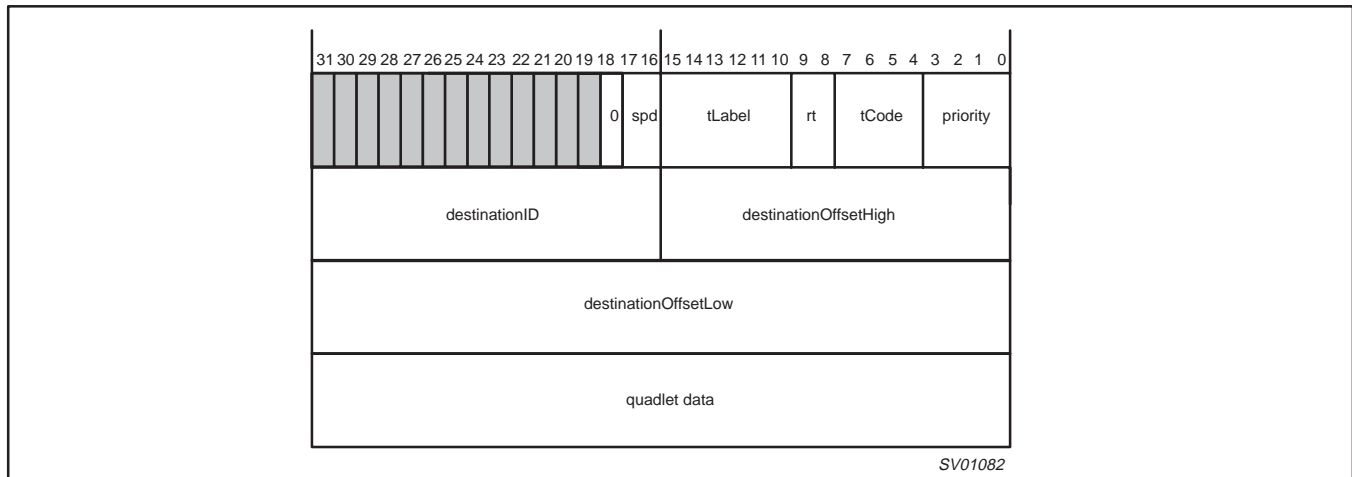 31 30 29 28 27 26 25 24 23 22 21 20 19 18 17 16 15 14 13 12 11 10 9 8 7 6 5 4 3 2 1 0
0 spd tLabel rt tCode priority
destinationID destinationOffsetHigh
destinationOffsetLow
quadlet data
SV01082